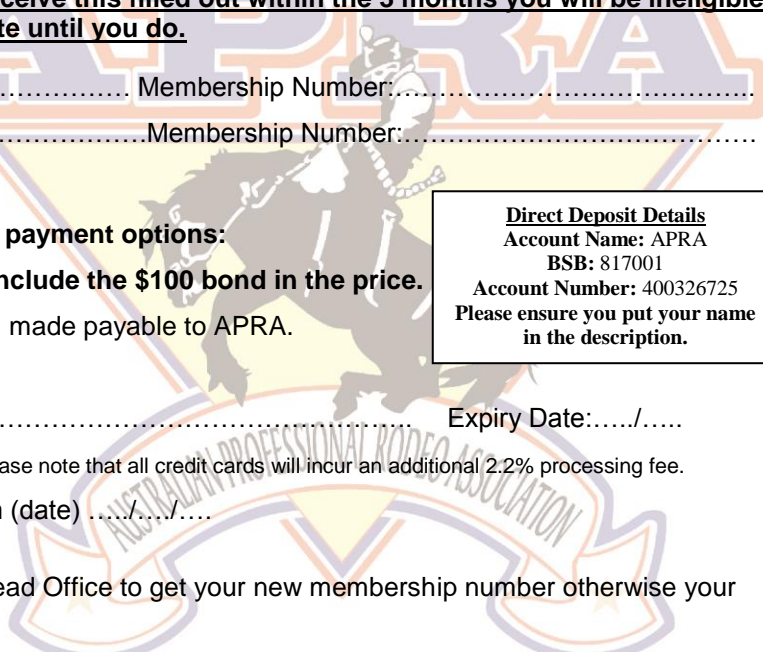 ceive this filled out within the 3 months you will be ineligible
te until you do.
APRA
…………….. Membership Number:…………………………………………..
………………….Membership Number:…………………………………….
payment options:
nclude the $100 bond in the price.
made payable to APRA.
Direct Deposit Details
Account Name: APRA
BSB: 817001
Account Number: 400326725
Please ensure you put your name
in the description.
……………………………………………….. Expiry Date:…../…..
ase note that all credit cards will incur an additional 2.2% processing fee.
(date) …../…./….
AUSTRALIAN PROFESSIONAL RODEO ASSOCIATION
ead Office to get your new membership number otherwise your